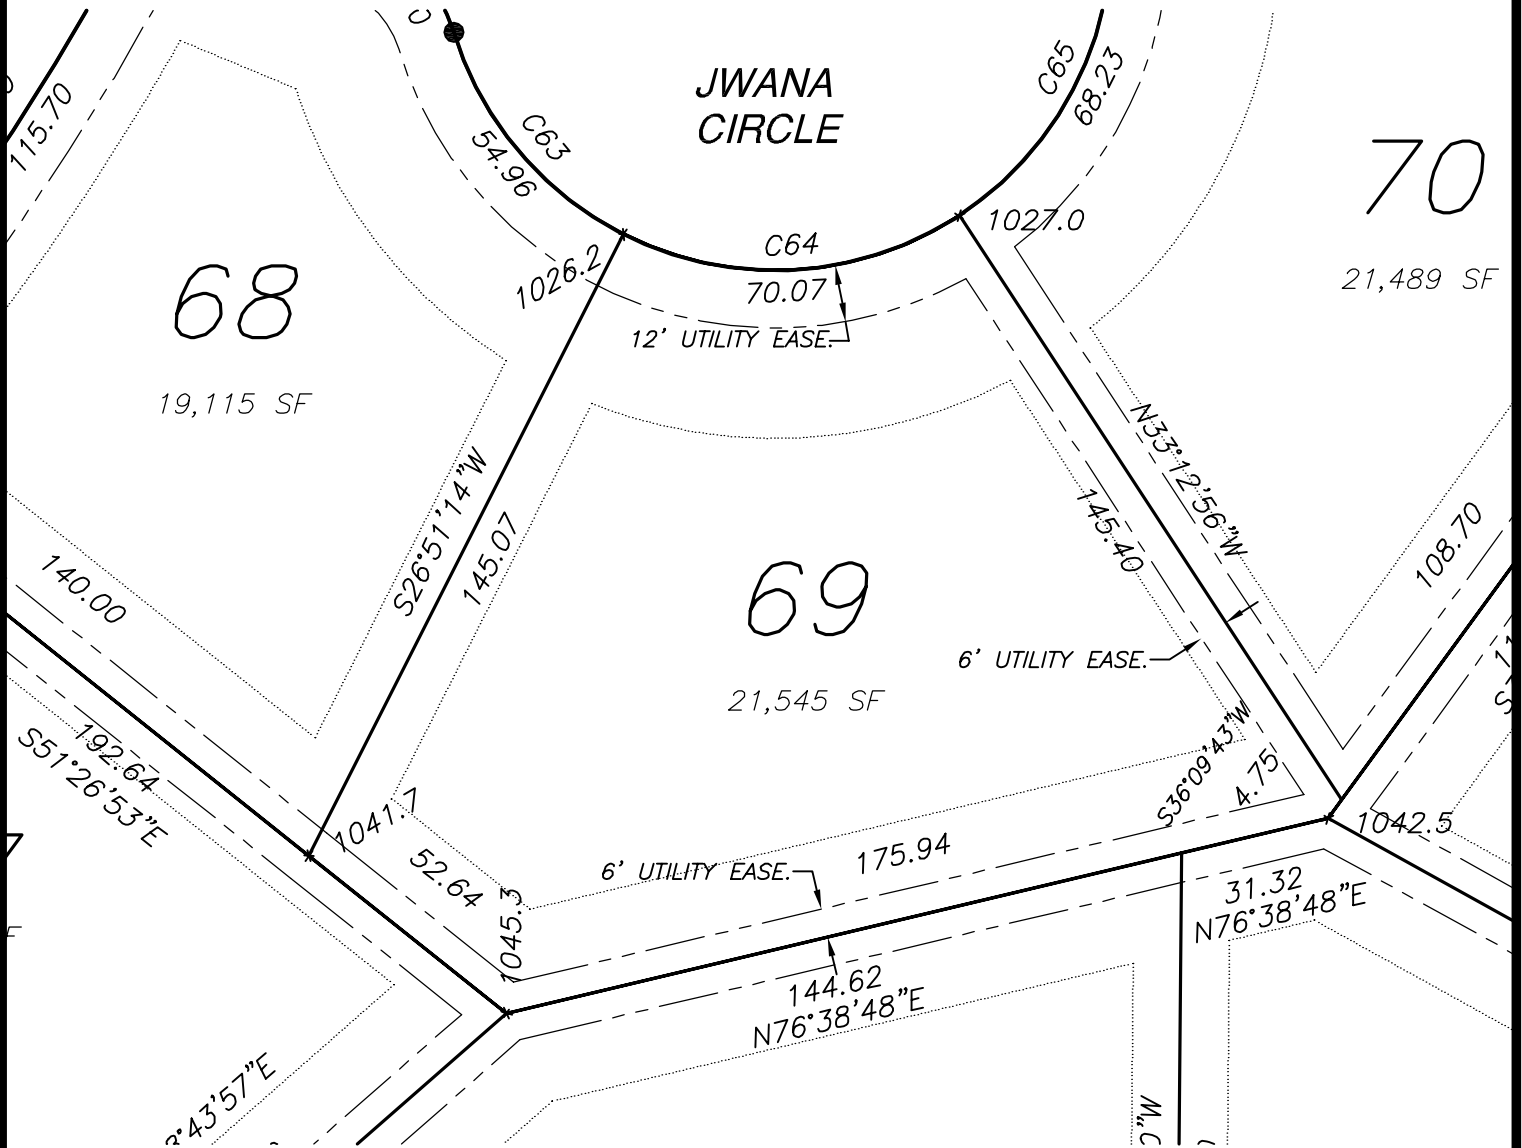 JWANA
CIRCLE
C65
68.23
115.70
C63
54.96
70
1027.0
C64
1026.2
21,489 SF
68
70.07
12' UTILITY EASE.
19,115 SF
N33°12'56"W
S26°51'14"W
145.07
145.40
108.70
140.00
69
6' UTILITY EASE.
21,545 SF
S36°09'43"W
4.75
192.64
S51°26'53"E
1041.7
1042.5
52.64
6' UTILITY EASE.
175.94
1045.3
31.32
N76°38'48"E
144.62
N76°38'48"E